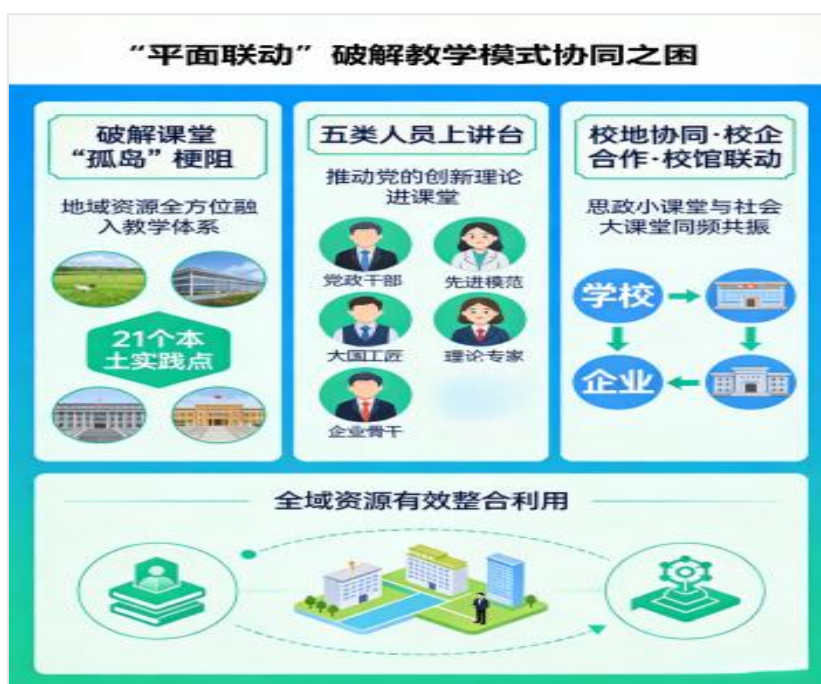 “平面联动”破解教学模式协同之困
破解课堂
“孤岛”梗阻
地域资源全方位融
入教学体系
21个本
土实践点
五类人员上讲台
推动党的创新理论
进课堂
党政干部
先进模范
大国工匠
理论专家
企业骨干
校地协同·校企
合作·校馆联动
思政小课堂与社会
大课堂同频共振
学校
企业
全域资源有效整合利用